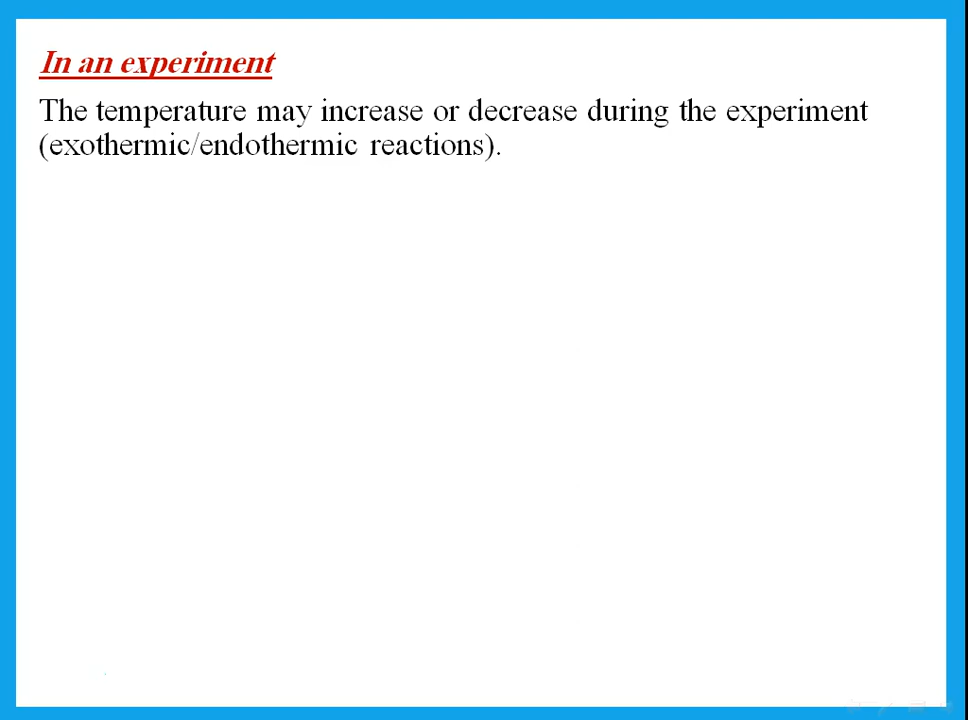 In an experiment
The temperature may increase or decrease during the experiment
(exothermic/endothermic reactions).